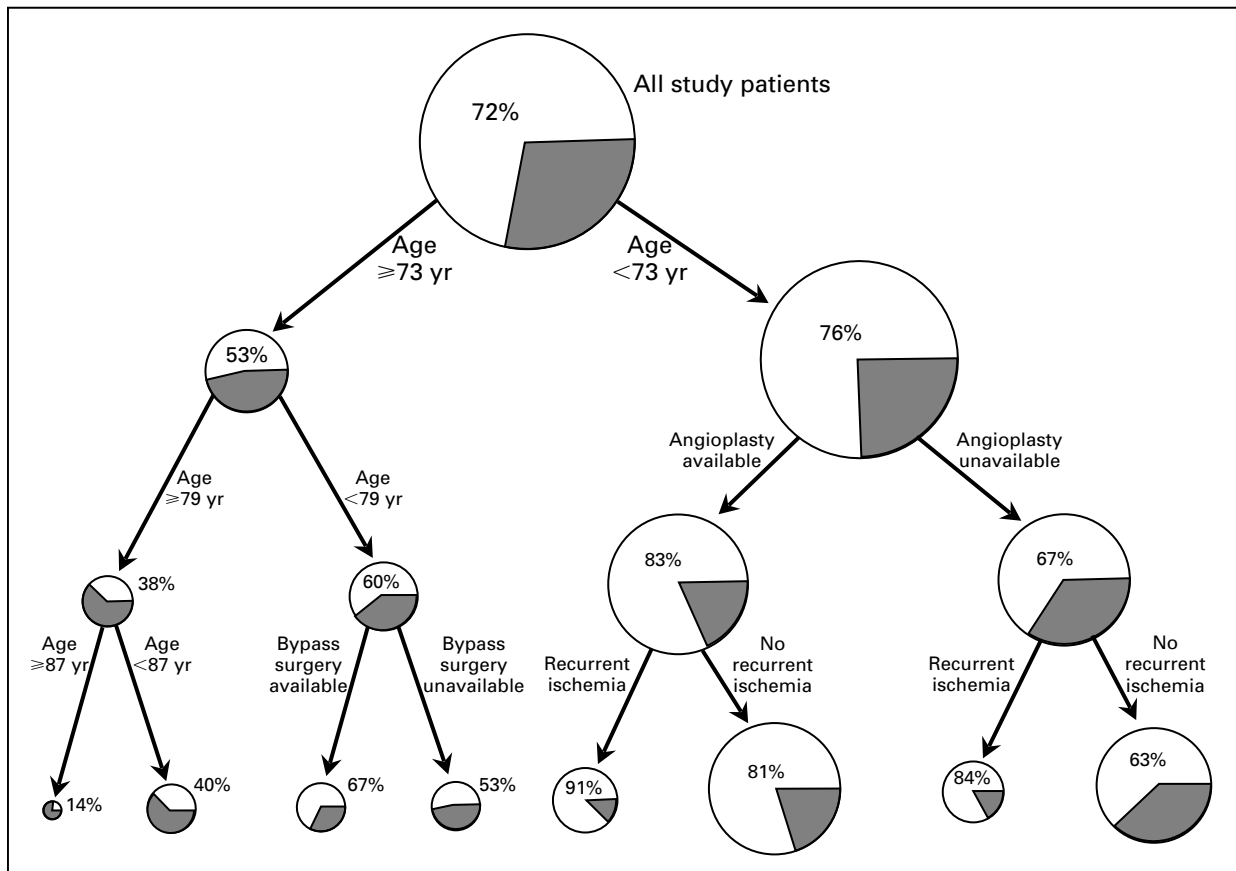 All study patients
72%
Age
≥73 yr
Age
<73 yr
53%
76%
Angioplasty
available
Angioplasty
unavailable
Age
≥79 yr
Age
<79 yr
38%
60%
83%
67%
Age
≥87 yr
Age
<87 yr
Bypass
surgery
available
Bypass
surgery
unavailable
Recurrent
ischemia
No
recurrent
ischemia
Recurrent
ischemia
No
recurrent
ischemia
14%
40%
67%
53%
91%
81%
84%
63%